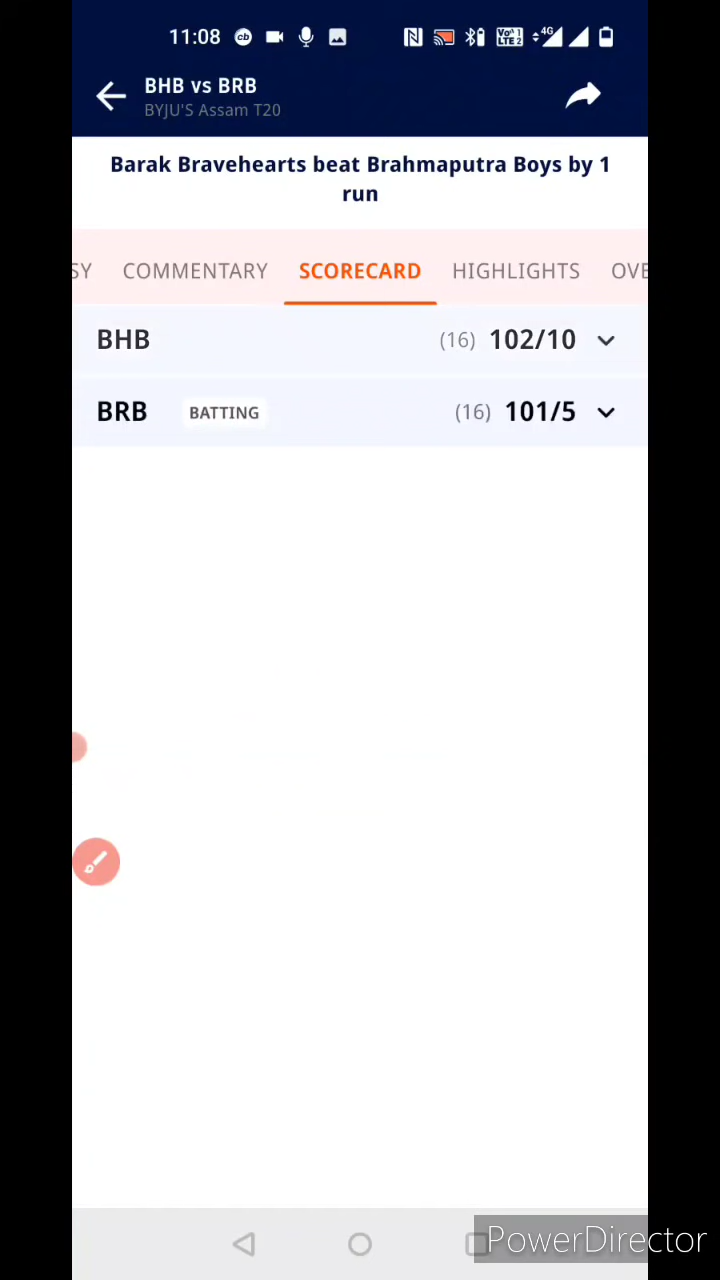 11:08
BHB vs BRB
BYJU'S Assam T20
Barak Bravehearts beat Brahmaputra Boys by 1
run
SY COMMENTARY SCORECARD HIGHLIGHTS OVE
BHB (16) 102/10
BRB BATTING (16) 101/5
PowerDirector